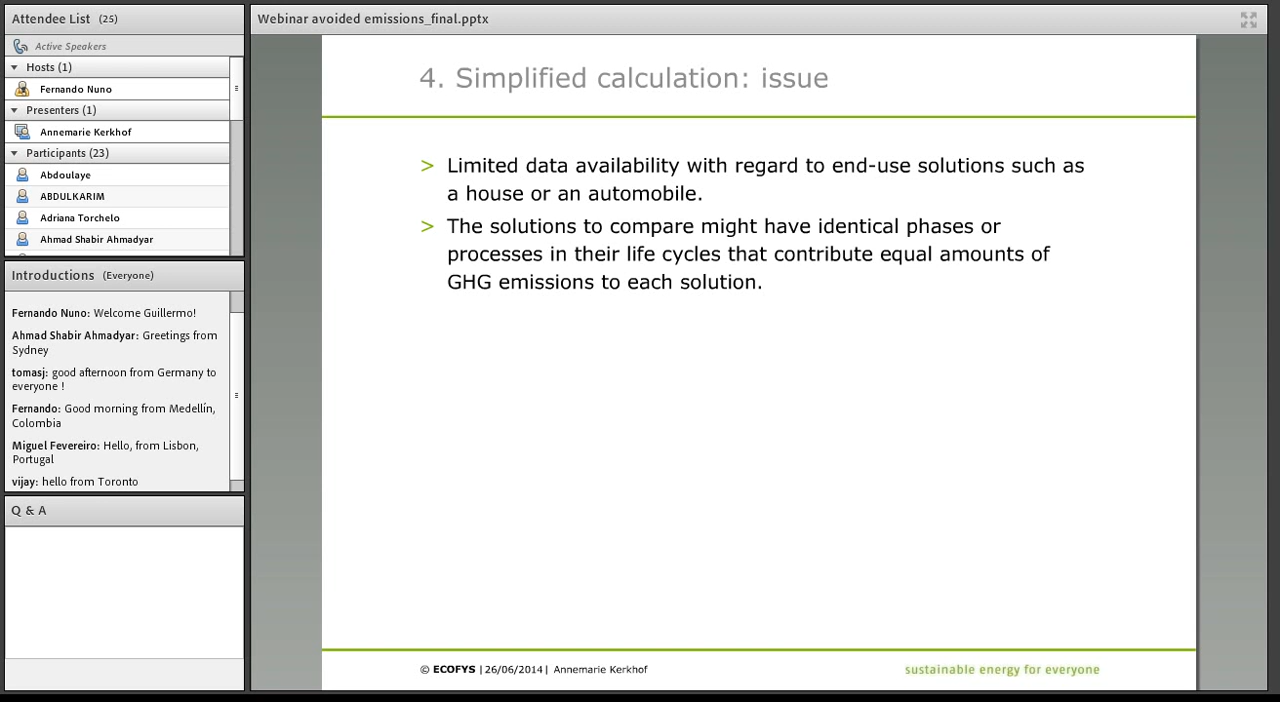 Attendee List (25)
Active Speakers
Hosts (1)
Fernando Nuno
Presenters (1)
Annemarie Kerkhof
Participants (23)
Abdoulaye
ABDULKARIM
Adriana Torchelo
Ahmad Shabir Ahmadyar
Introductions (Everyone)
Fernando Nuno: Welcome Guillermo!
Ahmad Shabir Ahmadyar: Greetings from
Sydney
tomasj: good afternoon from Germany to
everyone !
Fernando: Good morning from Medellín,
Colombia
Miguel Fevereiro: Hello, from Lisbon,
Portugal
vijay: hello from Toronto
Q & A
Webinar avoided emissions_final.pptx
4. Simplified calculation: issue
> Limited data availability with regard to end-use solutions such as
a house or an automobile.
> The solutions to compare might have identical phases or
processes in their life cycles that contribute equal amounts of
GHG emissions to each solution.
© ECOFYS | 26/06/2014 | Annemarie Kerkhof
sustainable energy for everyone